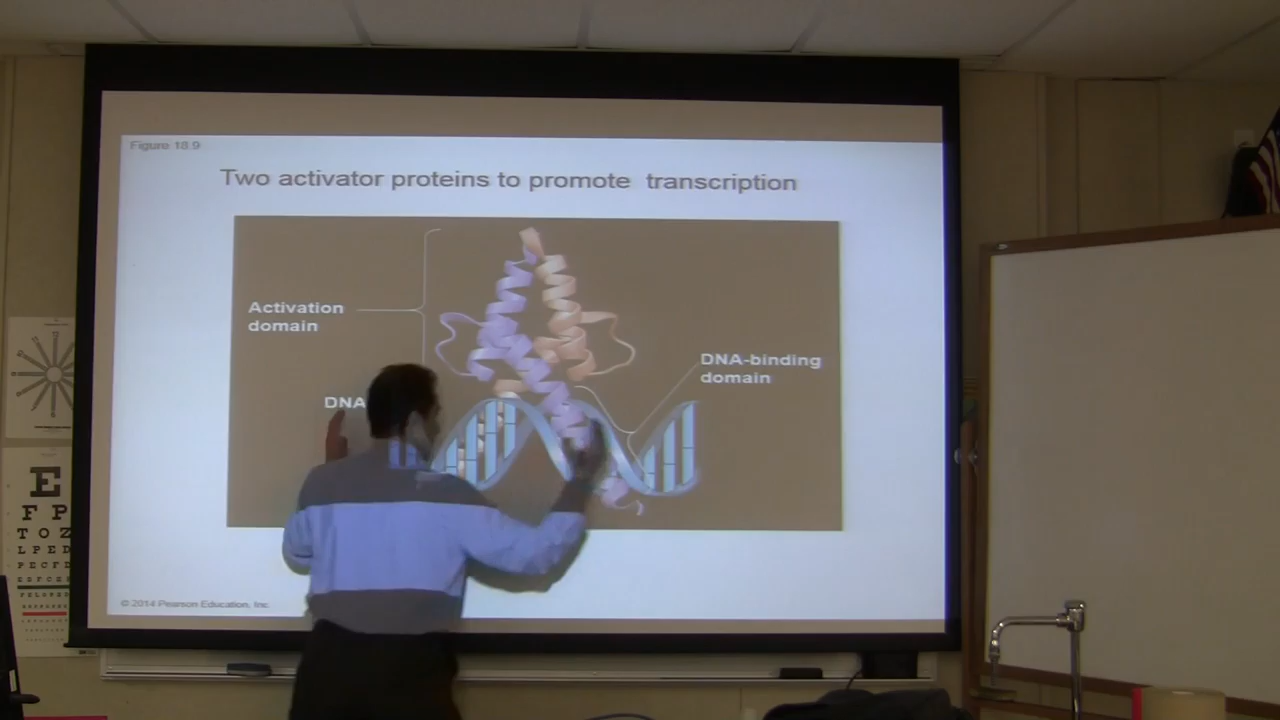 Figure 18.9
Two activator proteins to promote transcription
Activation
domain
DNA-binding
domain
DNA
© 2014 Pearson Education, Inc.
E
F P
T O Z
L P E D
P E C F D